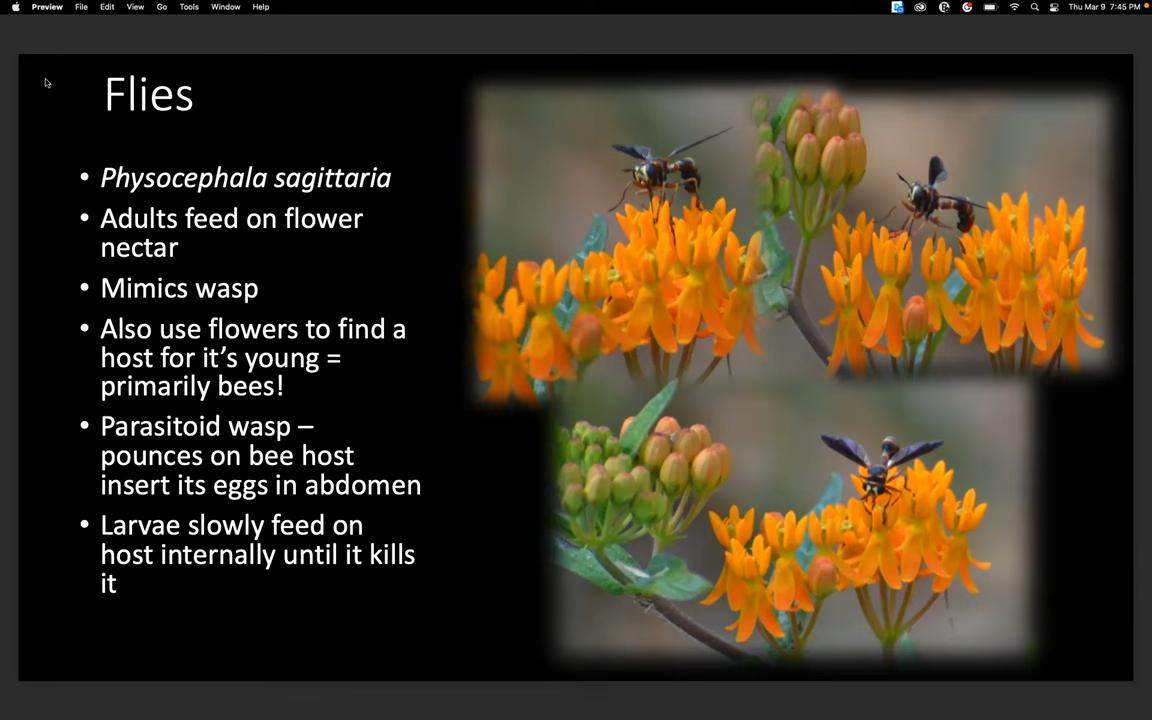 Preview File Edit View Go Tools Window Help Thu Mar 9 7:45 PM
Flies
• Physocephala sagittaria
• Adults feed on flower
nectar
• Mimics wasp
• Also use flowers to find a
host for it’s young =
primarily bees!
• Parasitoid wasp –
pounces on bee host
insert its eggs in abdomen
• Larvae slowly feed on
host internally until it kills
it